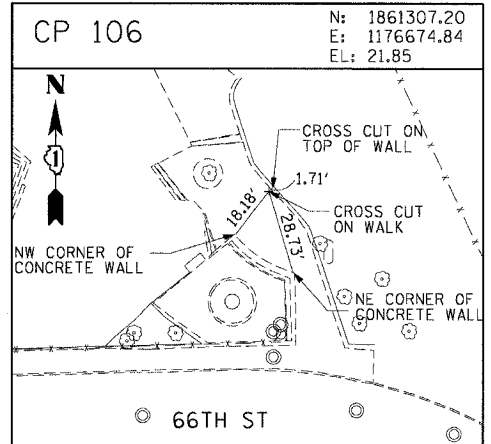 CP 106
N: 1861307.20
E: 1176674.84
EL: 21.85
N
1
CROSS CUT ON
TOP OF WALL
1.71'
CROSS CUT
ON WALK
18.18'
28.73'
NW CORNER OF
CONCRETE WALL
NE CORNER OF
CONCRETE WALL
66TH ST